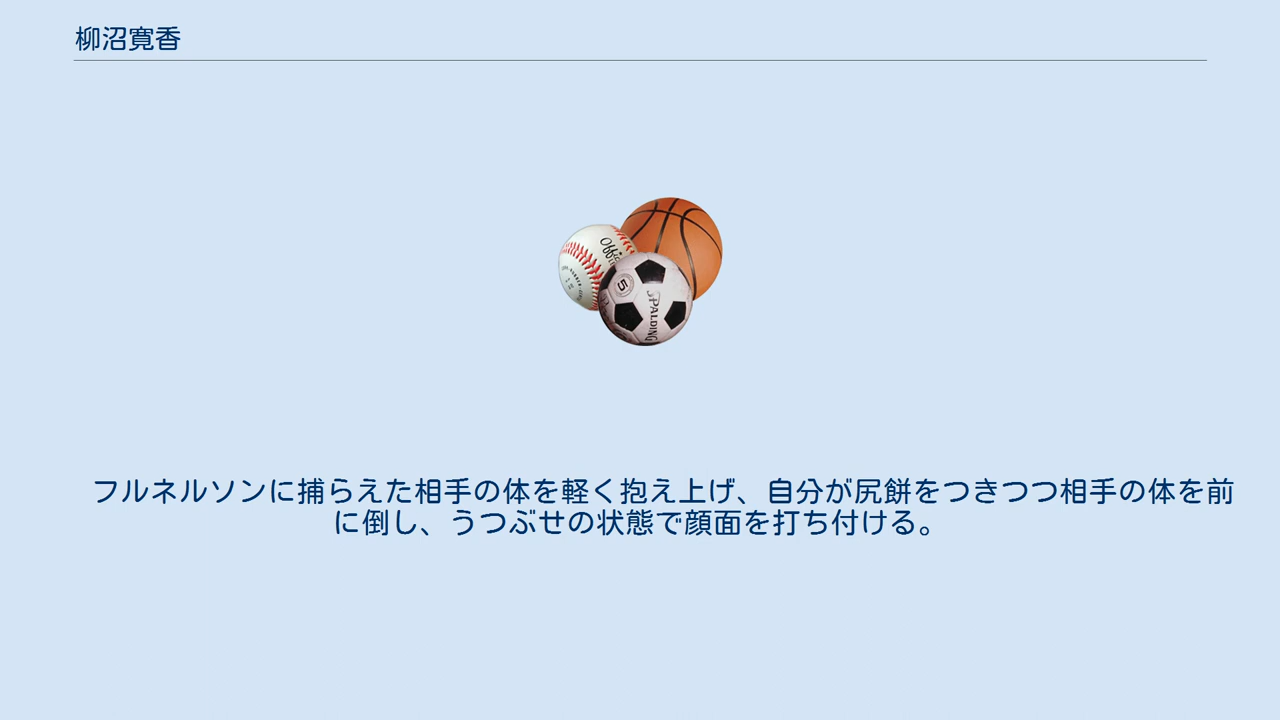 柳沼寛香
Offi
5
SPALDING
フルネルソンに捕らえた相手の体を軽く抱え上げ、自分が尻餅をつきつつ相手の体を前
に倒し、うつぶせの状態で顔面を打ち付ける。